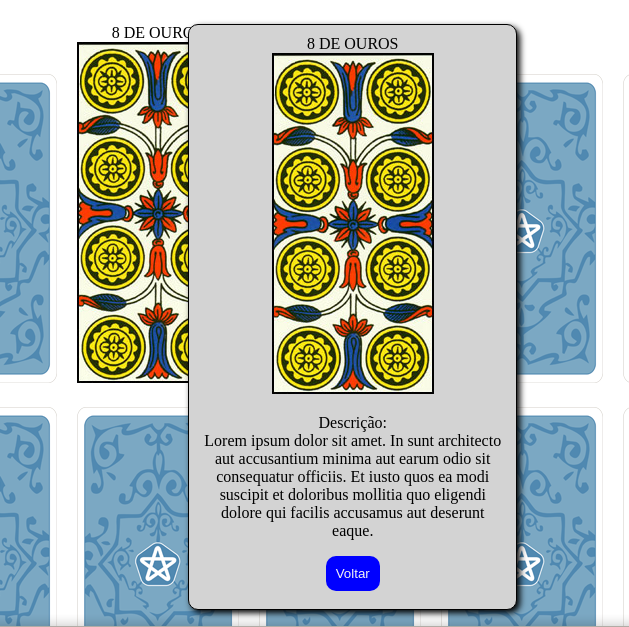 8 DE OURO
8 DE OUROS
Descrição:
Lorem ipsum dolor sit amet. In sunt architecto
aut accusantium minima aut earum odio sit
consequatur officiis. Et iusto quos ea modi
suscipit et doloribus mollitia quo eligendi
dolore qui facilis accusamus aut deserunt
eaque.
Voltar